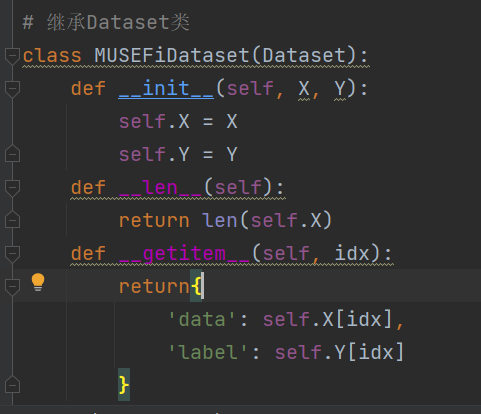 # 继承Dataset类
class MUSEFiDataset(Dataset):
    def __init__(self, X, Y):
        self.X = X
        self.Y = Y
    def __len__(self):
        return len(self.X)
    def __getitem__(self, idx):
        return{
            'data': self.X[idx],
            'label': self.Y[idx]
        }